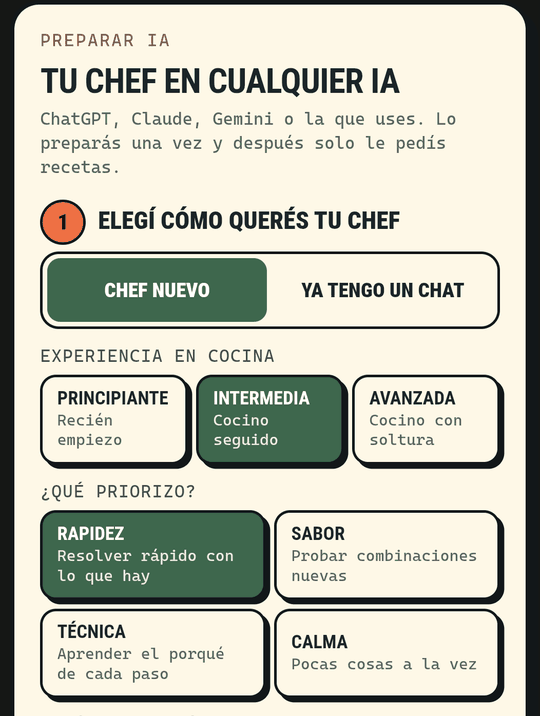 PREPARAR IA
TU CHEF EN CUALQUIER IA
ChatGPT, Claude, Gemini o la que uses. Lo
preparás una vez y después solo le pedís
recetas.
1 ELEGÍ CÓMO QUERÉS TU CHEF
CHEF NUEVO
YA TENGO UN CHAT
EXPERIENCIA EN COCINA
PRINCIPIANTE
Recién
empiezo
INTERMEDIA
Cocino
seguido
AVANZADA
Cocino con
soltura
¿QUÉ PRIORIZO?
RAPIDEZ
Resolver rápido con
lo que hay
SABOR
Probar combinaciones
nuevas
TÉCNICA
Aprender el porqué
de cada paso
CALMA
Pocas cosas a la vez